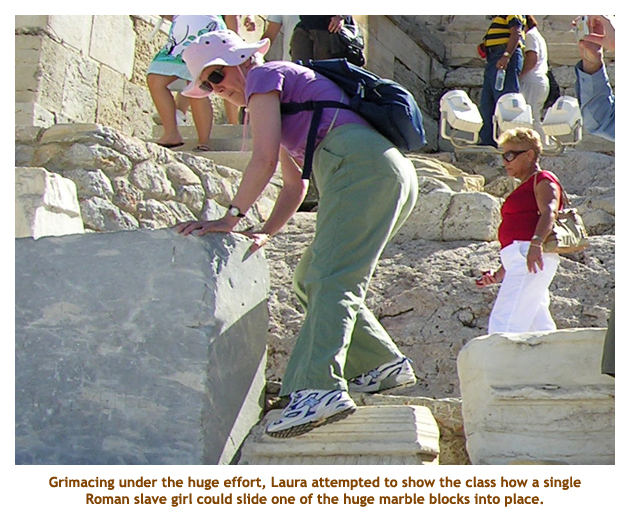 Grimacing under the huge effort, Laura attempted to show the class how a single
Roman slave girl could slide one of the huge marble blocks into place.